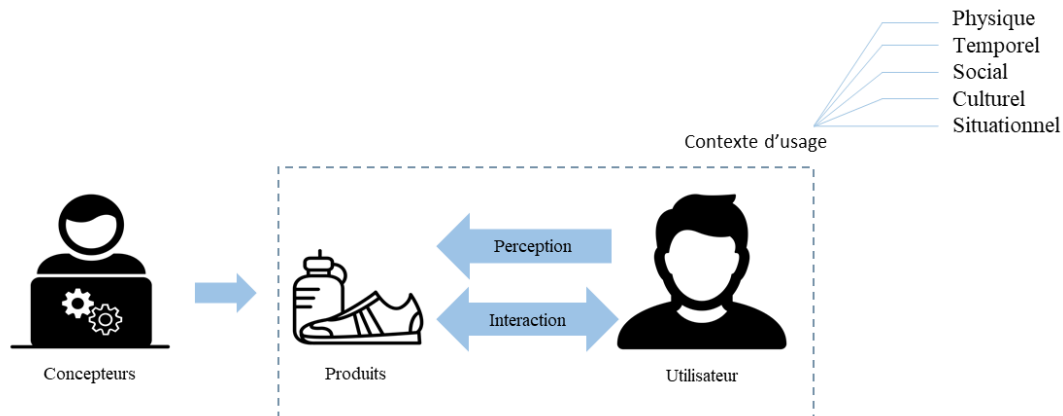 Physique
Temporel
Social
Culturel
Situationnel
Contexte d'usage
Perception
Interaction
Concepteurs
Produits
Utilisateur